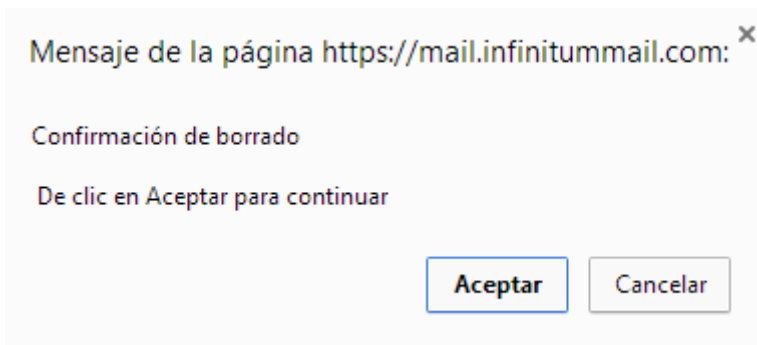 Mensaje de la página https://mail.infinitummail.com:
Confirmación de borrado
De clic en Aceptar para continuar
Aceptar
Cancelar